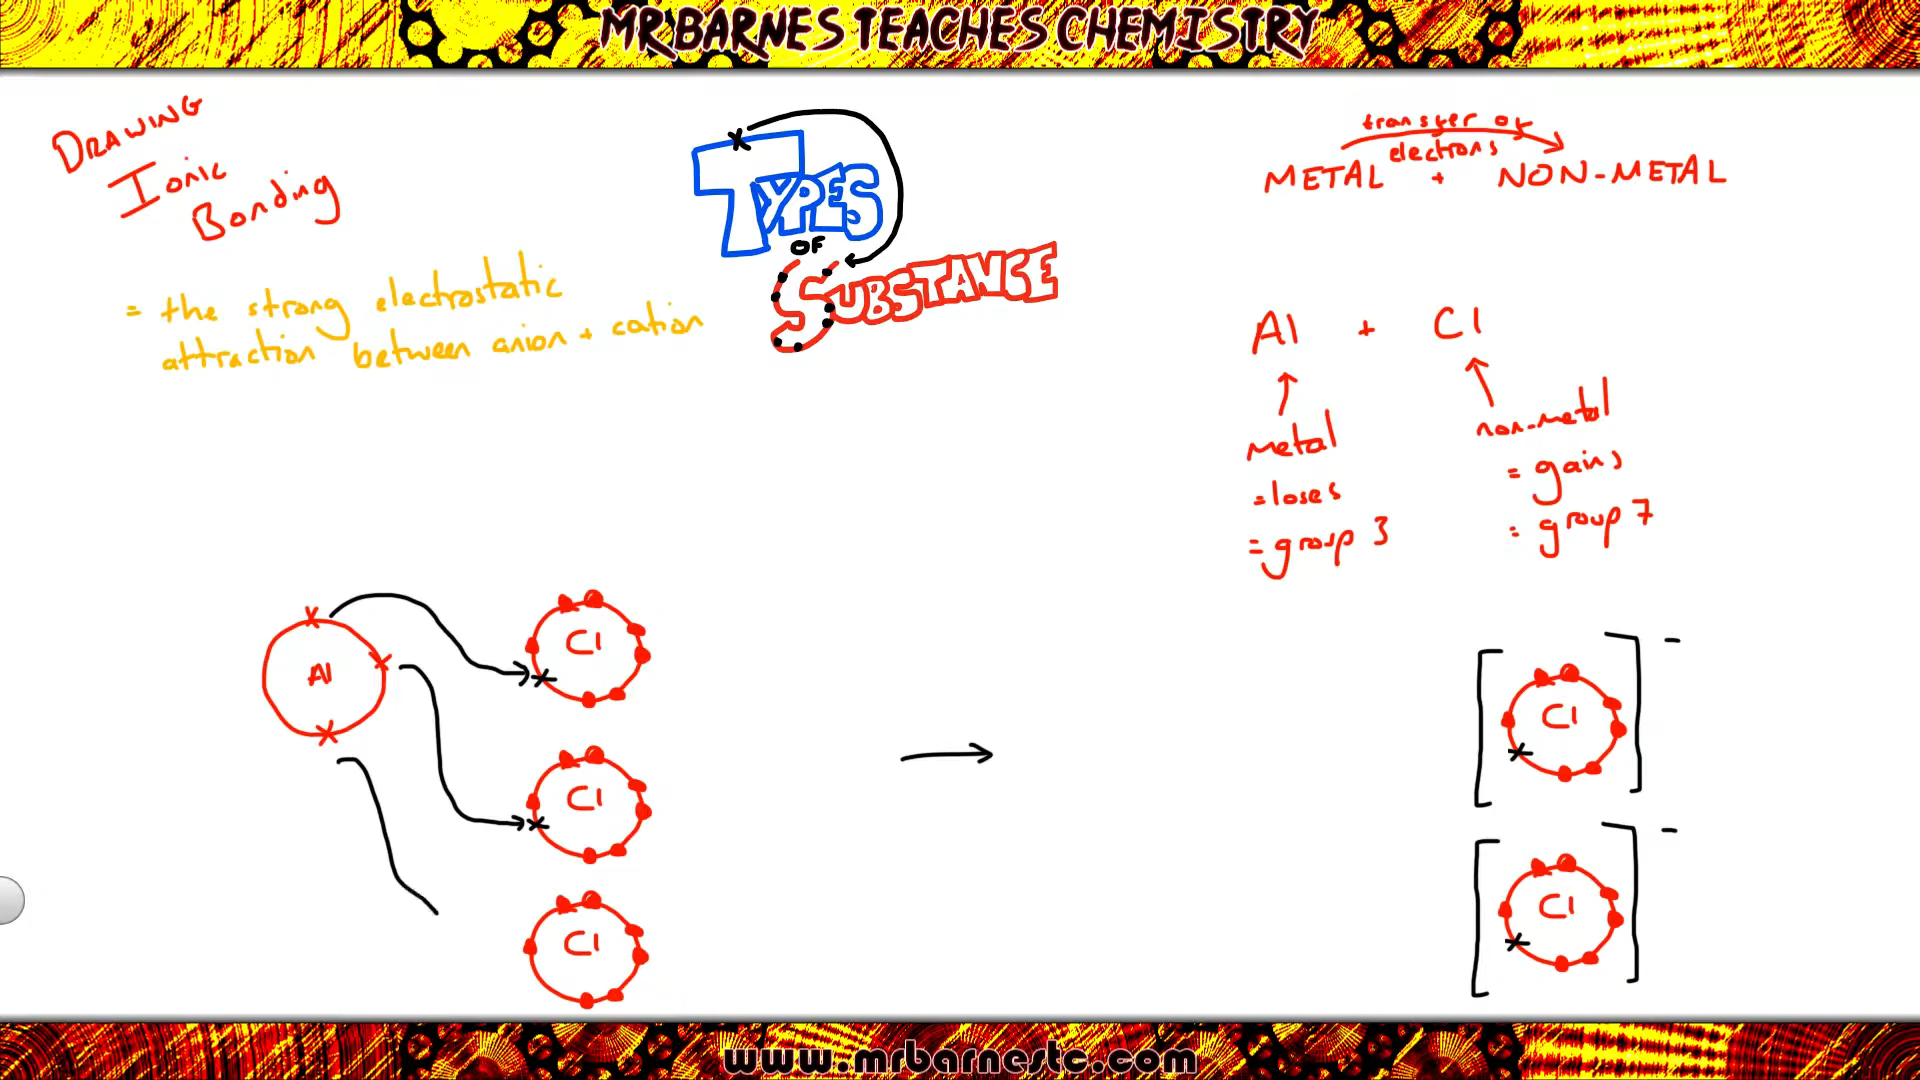 MRBARNES TEACHES CHEMISTRY
DRAWING
Ionic
Bonding
= the strong electrostatic
attraction between anion + cation
TYPES
OF
SUBSTANCE
transfer of
electrons
METAL + NON-METAL
Al + Cl
metal
=loses
=group 3
non-metal
= gains
= group 7
Al
Cl
Cl
Cl
Cl
-
Cl
-
www.mrbarnestc.com